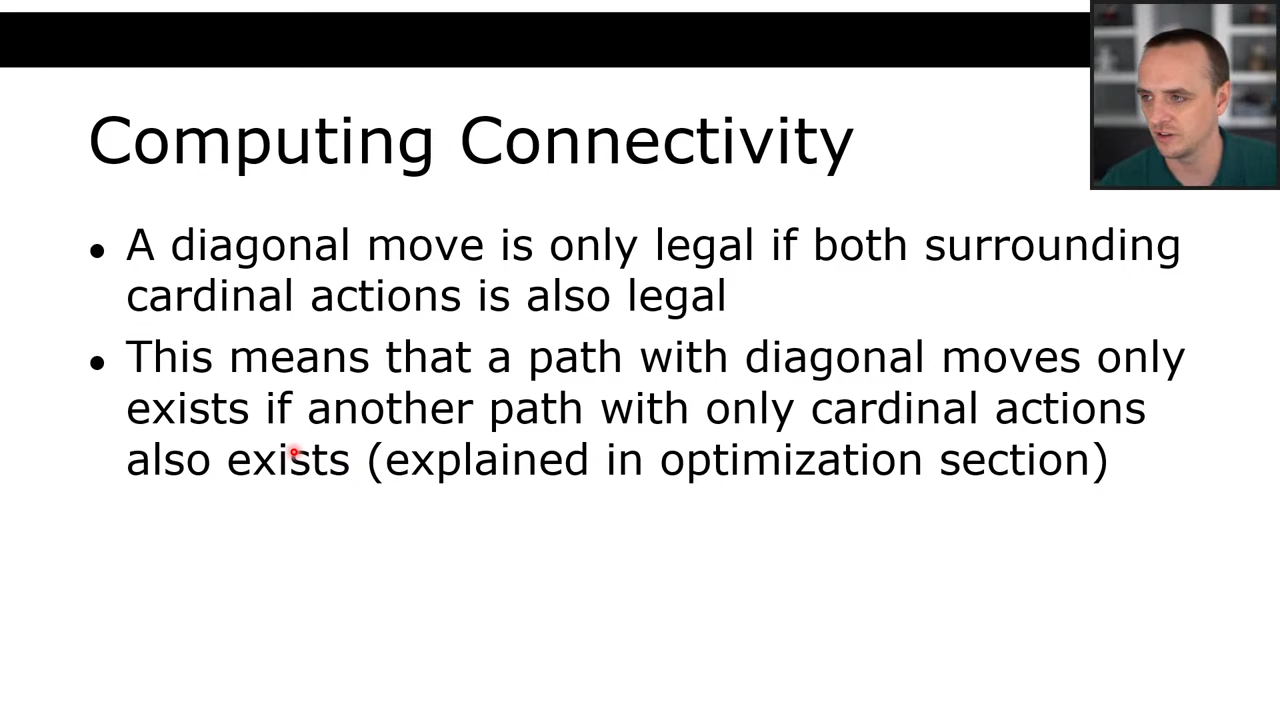 Computing Connectivity
• A diagonal move is only legal if both surrounding
cardinal actions is also legal
• This means that a path with diagonal moves only
exists if another path with only cardinal actions
also exists (explained in optimization section)